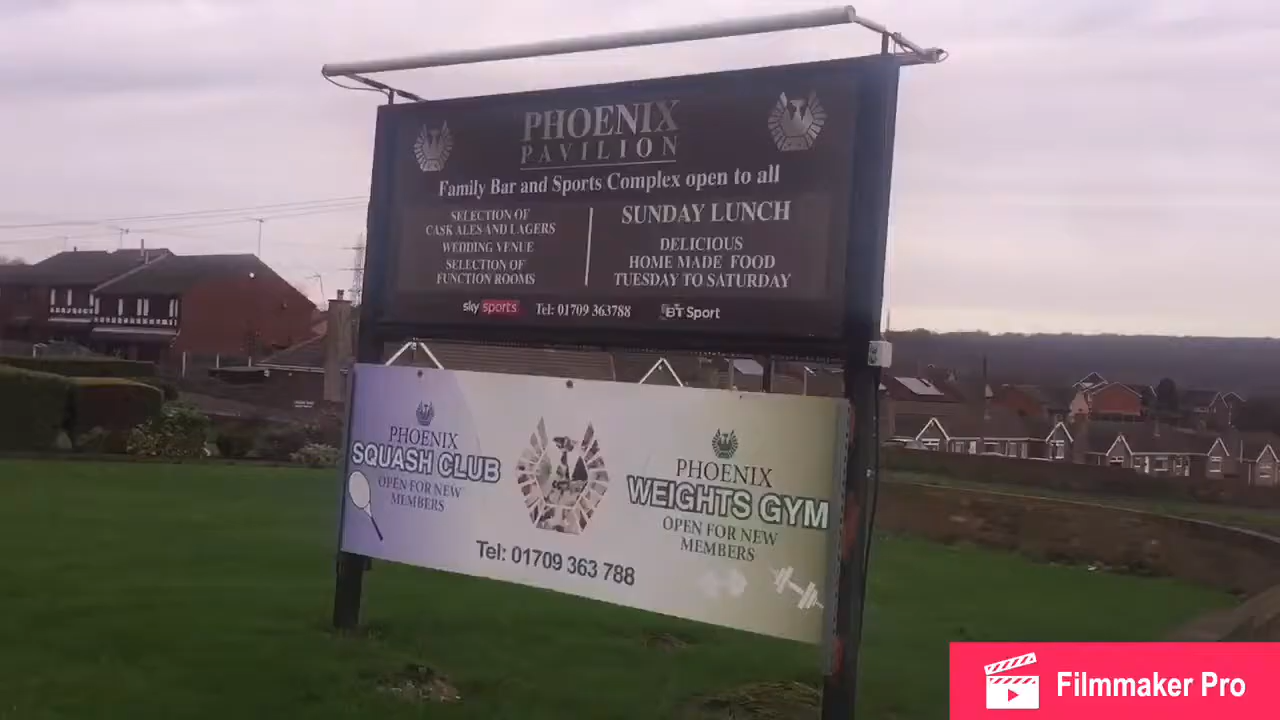 PHOENIX
PAVILION
Family Bar and Sports Complex open to all
SELECTION OF
CASK ALES AND LAGERS
WEDDING VENUE
SELECTION OF
FUNCTION ROOMS
SUNDAY LUNCH
DELICIOUS
HOME MADE FOOD
TUESDAY TO SATURDAY
sky sports
Tel: 01709 363788
BT Sport
PHOENIX
SQUASH CLUB
OPEN FOR NEW
MEMBERS
PHOENIX
WEIGHTS GYM
OPEN FOR NEW
MEMBERS
Tel: 01709 363 788
Filmmaker Pro